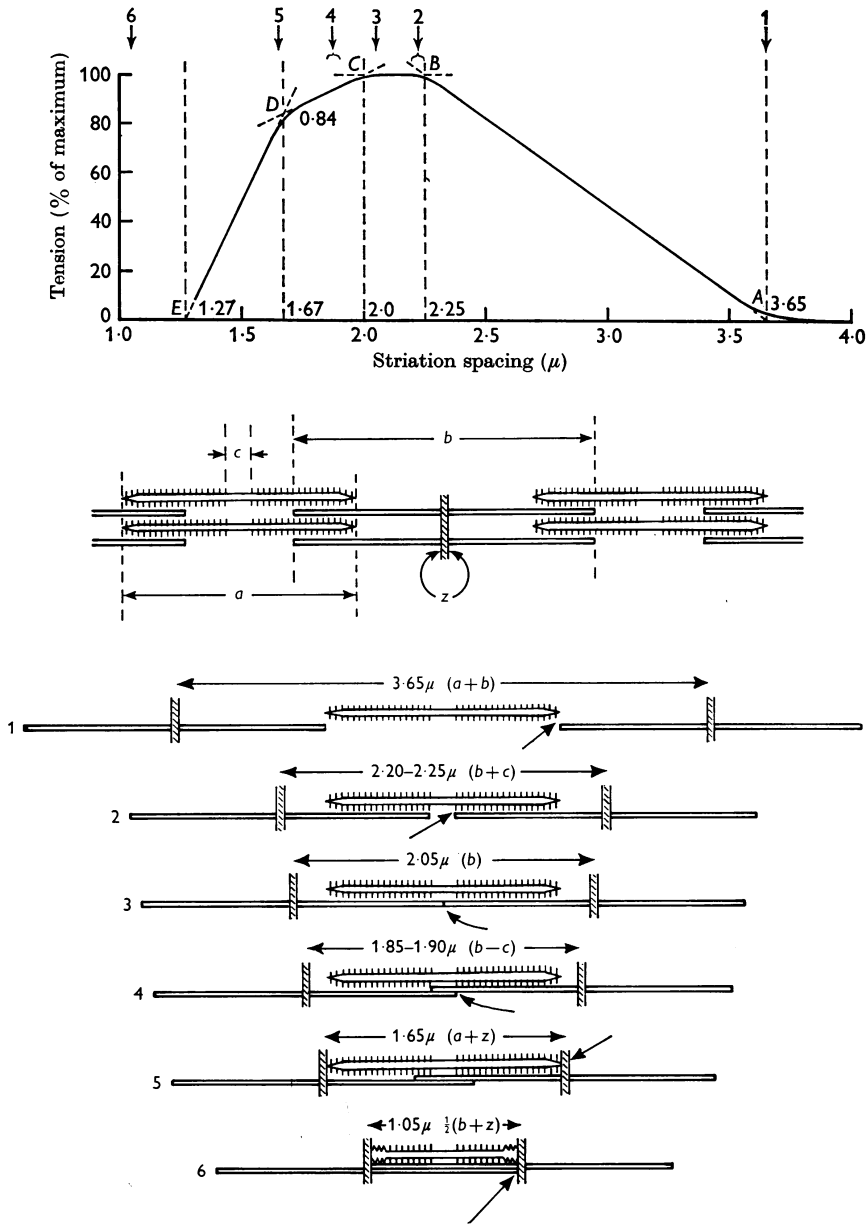 6 5 4 3 2 1
Tension (% of maximum)
100
80
60
40
20
0
C B
D
0·84
A
E 1·27 1·67 2·0 2·25 3·65
1·0 1·5 2·0 2·5 3·0 3·5 4·0
Striation spacing (μ)
b
c
a
z
3·65μ (a+b)
1
2·20–2·25μ (b+c)
2
2·05μ (b)
3
1·85–1·90μ (b−c)
4
1·65μ (a+z)
5
1·05μ ½(b+z)
6